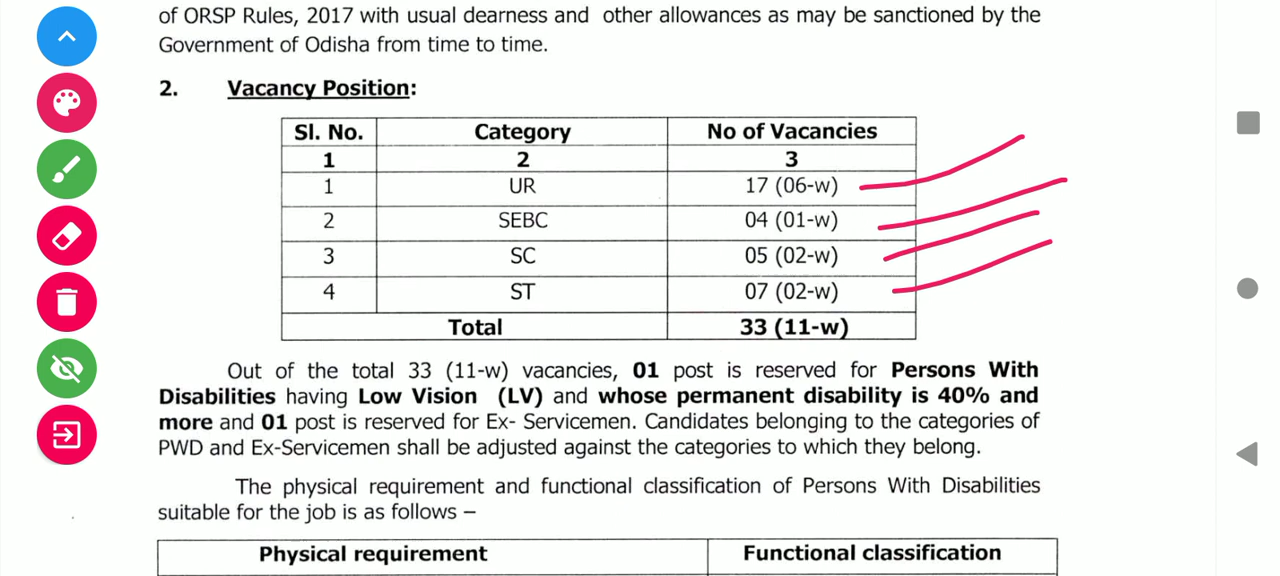 of ORSP Rules, 2017 with usual dearness and other allowances as may be sanctioned by the
Government of Odisha from time to time.
2. Vacancy Position:
Sl. No. Category No of Vacancies
1 2 3
1 UR 17 (06-w)
2 SEBC 04 (01-w)
3 SC 05 (02-w)
4 ST 07 (02-w)
Total 33 (11-w)
Out of the total 33 (11-w) vacancies, 01 post is reserved for Persons With
Disabilities having Low Vision (LV) and whose permanent disability is 40% and
more and 01 post is reserved for Ex- Servicemen. Candidates belonging to the categories of
PWD and Ex-Servicemen shall be adjusted against the categories to which they belong.
The physical requirement and functional classification of Persons With Disabilities
suitable for the job is as follows –
Physical requirement Functional classification